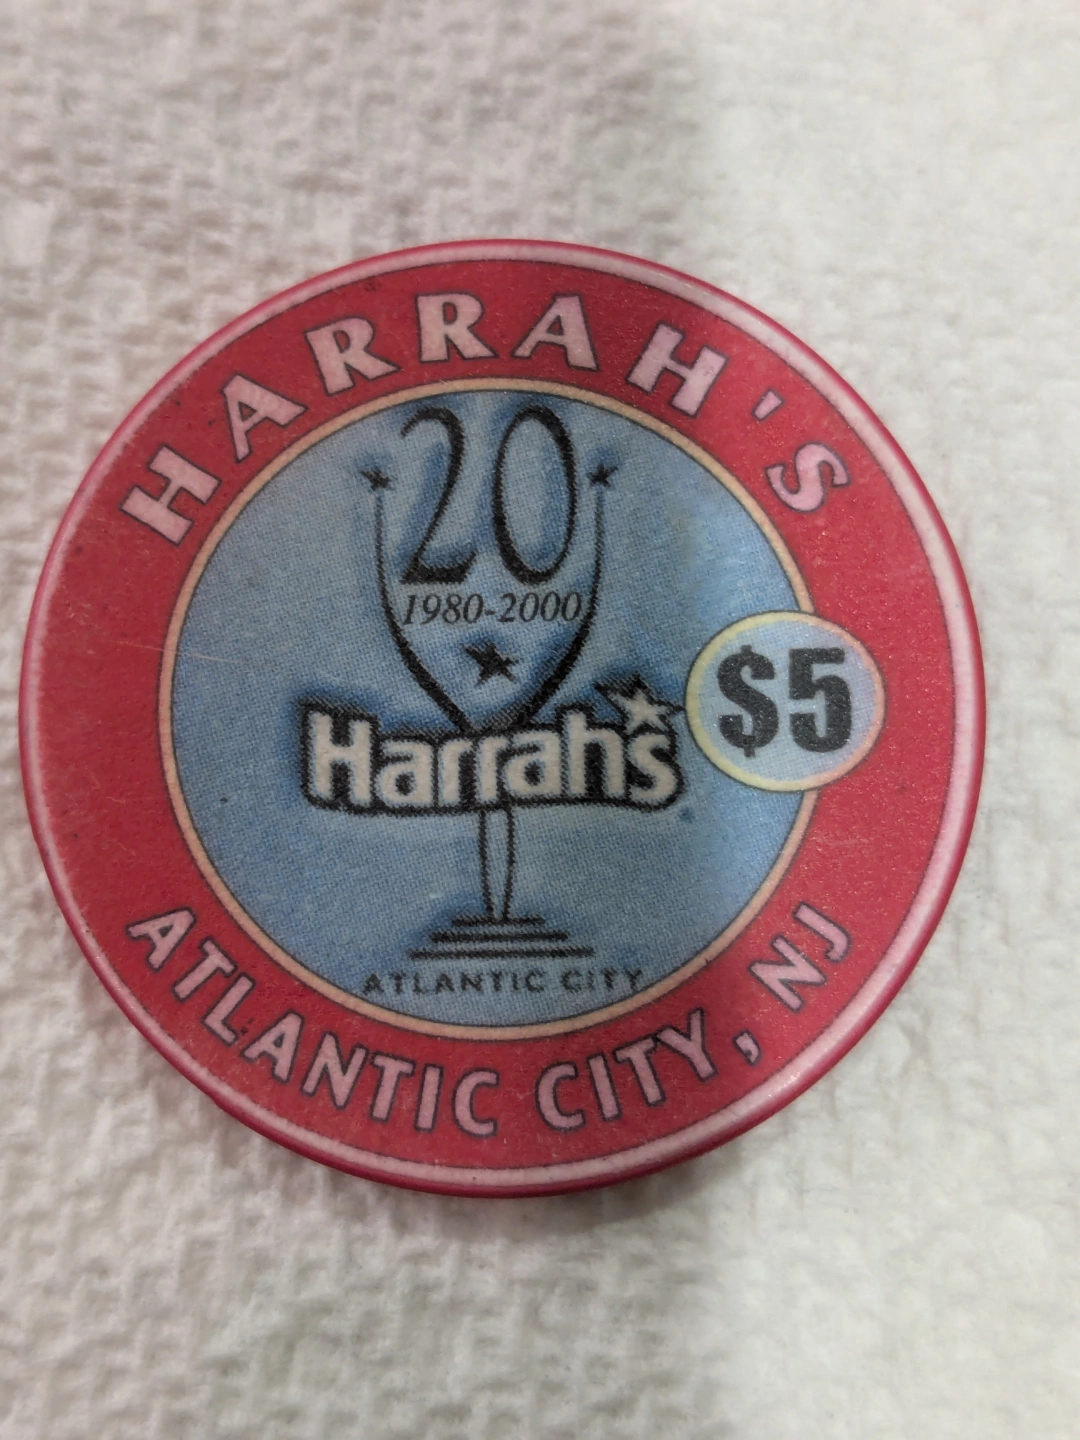 HARRAH'S
20
1980-2000
Harrah's
$5
ATLANTIC CITY
ATLANTIC CITY, NJ